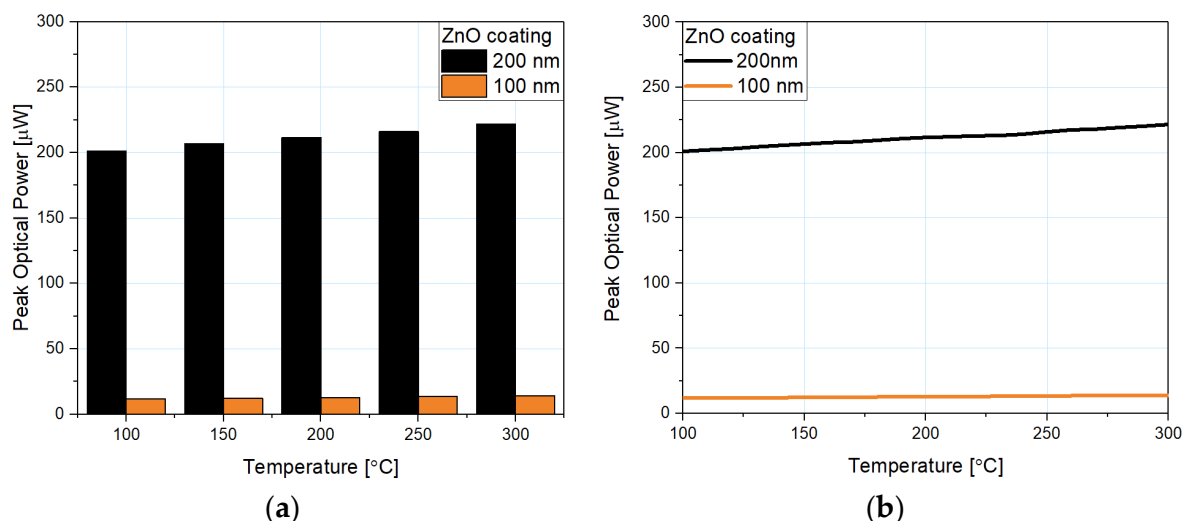 300
250
200
150
100
50
0
Peak Optical Power [μW]
ZnO coating
200 nm
100 nm
100 150 200 250 300
Temperature [°C]
(a)
300
250
200
150
100
50
0
Peak Optical Power [μW]
ZnO coating
200nm
100 nm
100 150 200 250 300
Temperature [°C]
(b)